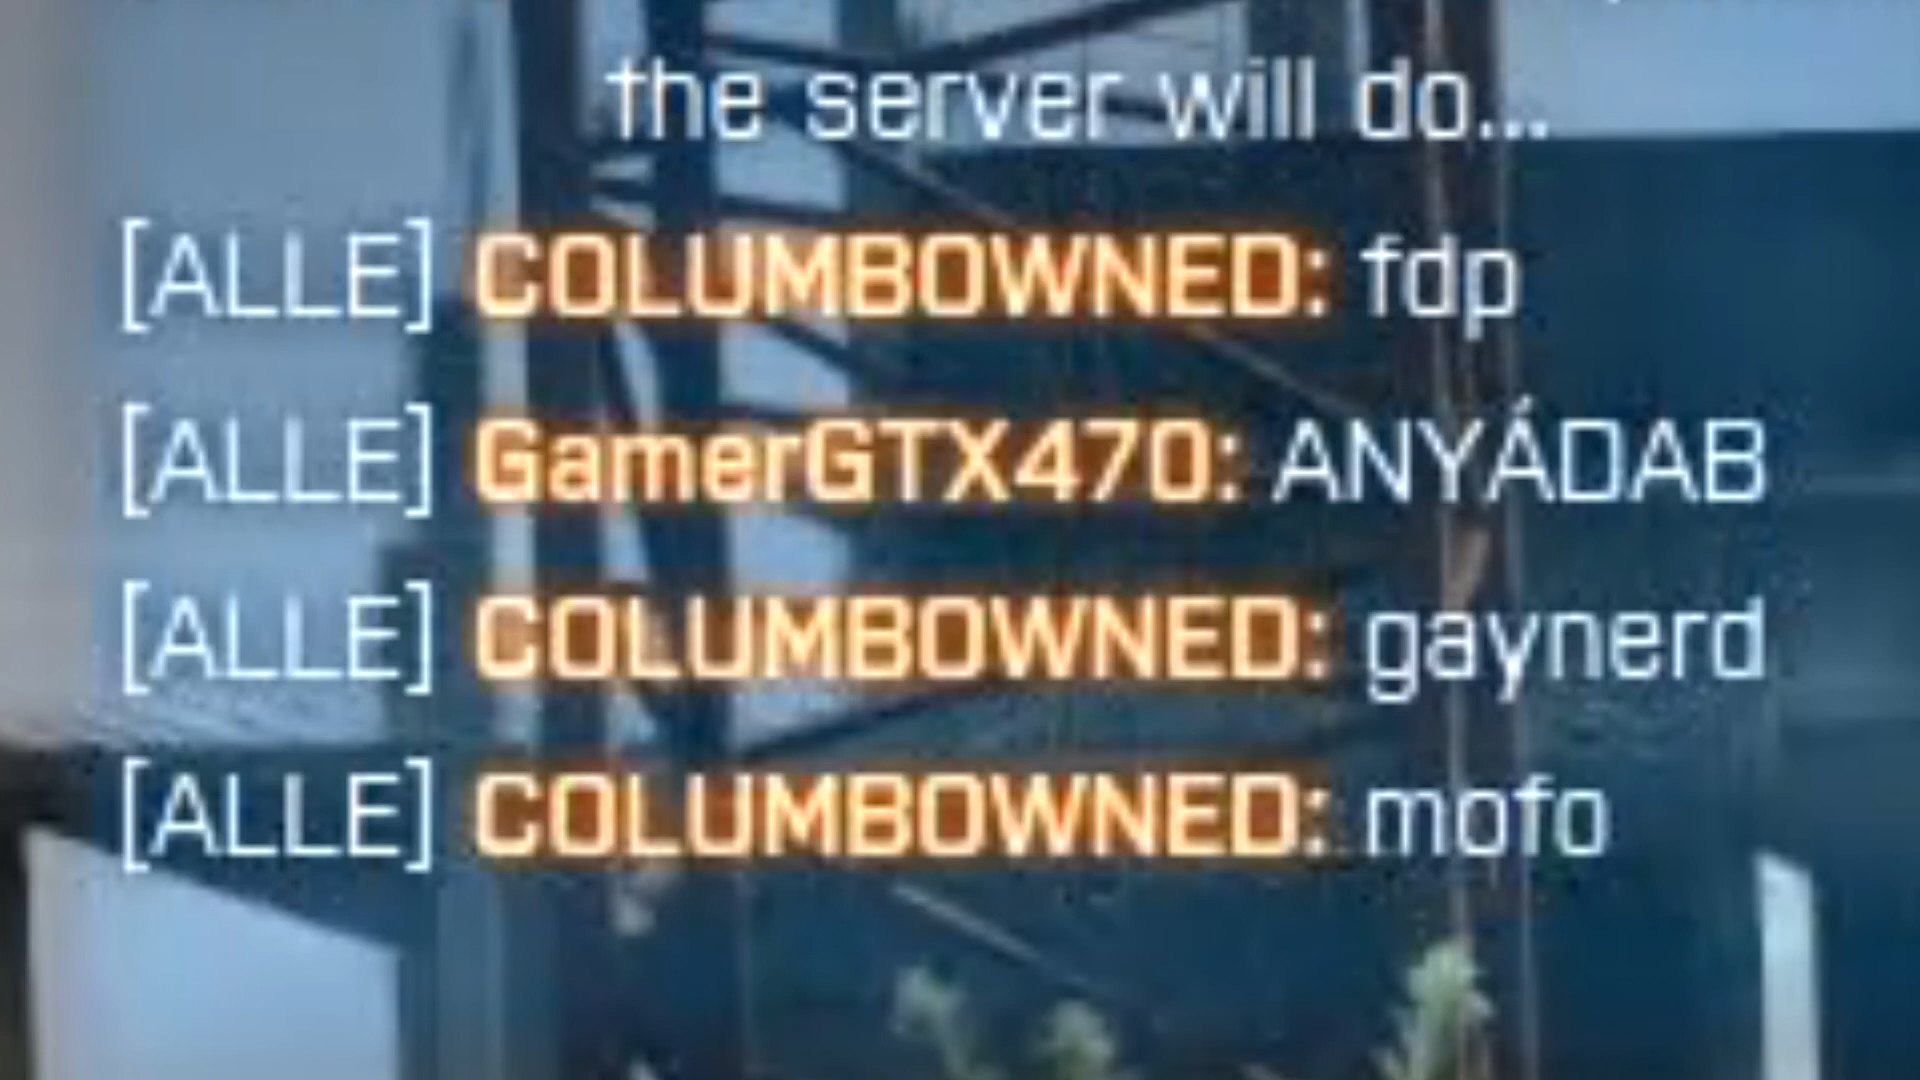 the server will do...
[ALLE] COLUMBOWNED: fdp
[ALLE] GamerGTX470: ANYÁDAB
[ALLE] COLUMBOWNED: gaynerd
[ALLE] COLUMBOWNED: mofo